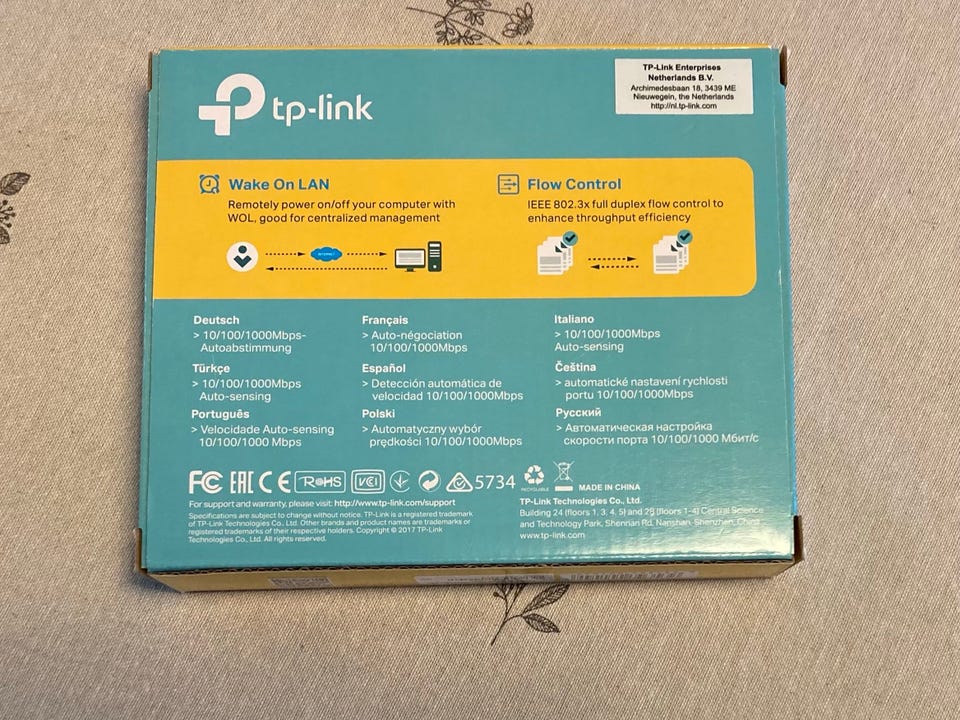 tp-link
TP-Link Enterprises
Netherlands B.V.
Archimedesbaan 18, 3439 ME
Nieuwegein, the Netherlands
http://nl.tp-link.com
Wake On LAN
Remotely power on/off your computer with
WOL, good for centralized management
INTERNET
Flow Control
IEEE 802.3x full duplex flow control to
enhance throughput efficiency
Deutsch
> 10/100/1000Mbps-
Autoabstimmung
Français
> Auto-négociation
10/100/1000Mbps
Italiano
> 10/100/1000Mbps
Auto-sensing
Türkçe
> 10/100/1000Mbps
Auto-sensing
Español
> Detección automática de
velocidad 10/100/1000Mbps
Čeština
> automatické nastavení rychlosti
portu 10/100/1000Mbps
Português
> Velocidade Auto-sensing
10/100/1000 Mbps
Polski
> Automatyczny wybór
prędkości 10/100/1000Mbps
Русский
> Автоматическая настройка
скорости порта 10/100/1000 Мбит/с
FC EAC CE RoHS VCCI 5734 RECYCLABLE MADE IN CHINA
For support and warranty, please visit: http://www.tp-link.com/support
Specifications are subject to change without notice. TP-Link is a registered trademark
of TP-Link Technologies Co., Ltd. Other brands and product names are trademarks or
registered trademarks of their respective holders. Copyright © 2017 TP-Link
Technologies Co., Ltd. All rights reserved.
TP-Link Technologies Co., Ltd.
Building 24 (floors 1, 3, 4, 5) and 28 (floors 1-4) Central Science
and Technology Park, Shennan Rd, Nanshan, Shenzhen, China
www.tp-link.com